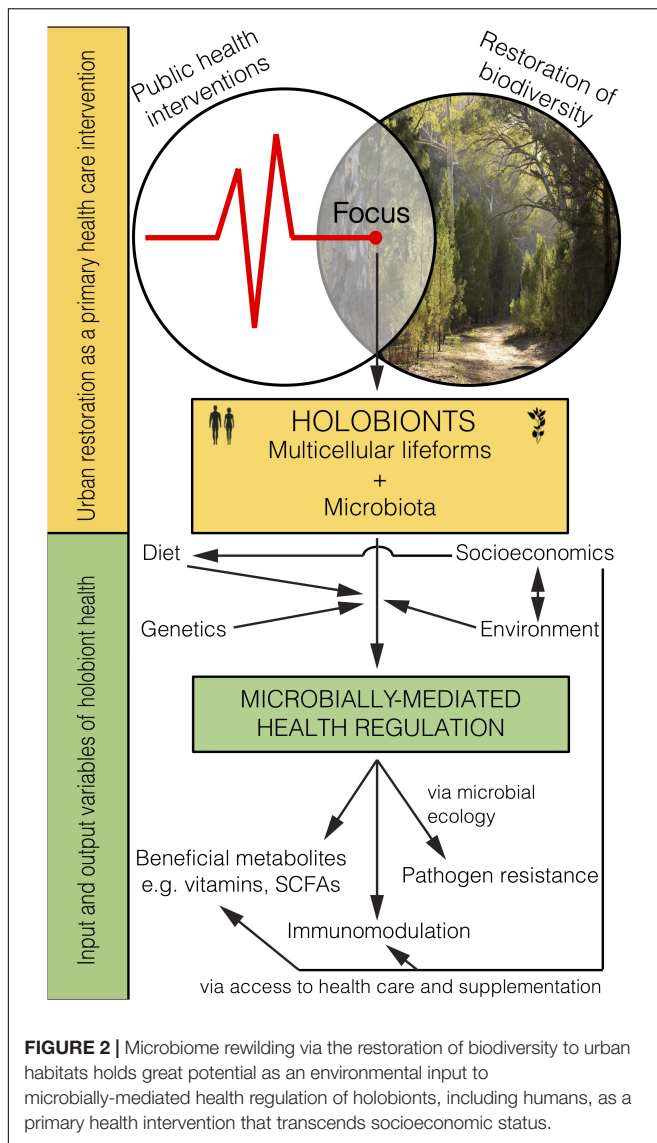 Public health
interventions
Restoration of
biodiversity
Urban restoration as a primary health care intervention
Focus
HOLOBIONTS
Multicellular lifeforms
+
Microbiota
Input and output variables of holobiont health
Diet
Socioeconomics
Genetics
Environment
MICROBIALLY-MEDIATED
HEALTH REGULATION
via microbial
ecology
Beneficial metabolites
e.g. vitamins, SCFAs
Pathogen resistance
Immunomodulation
via access to health care and supplementation
FIGURE 2 | Microbiome rewilding via the restoration of biodiversity to urban
habitats holds great potential as an environmental input to
microbially-mediated health regulation of holobionts, including humans, as a
primary health intervention that transcends socioeconomic status.